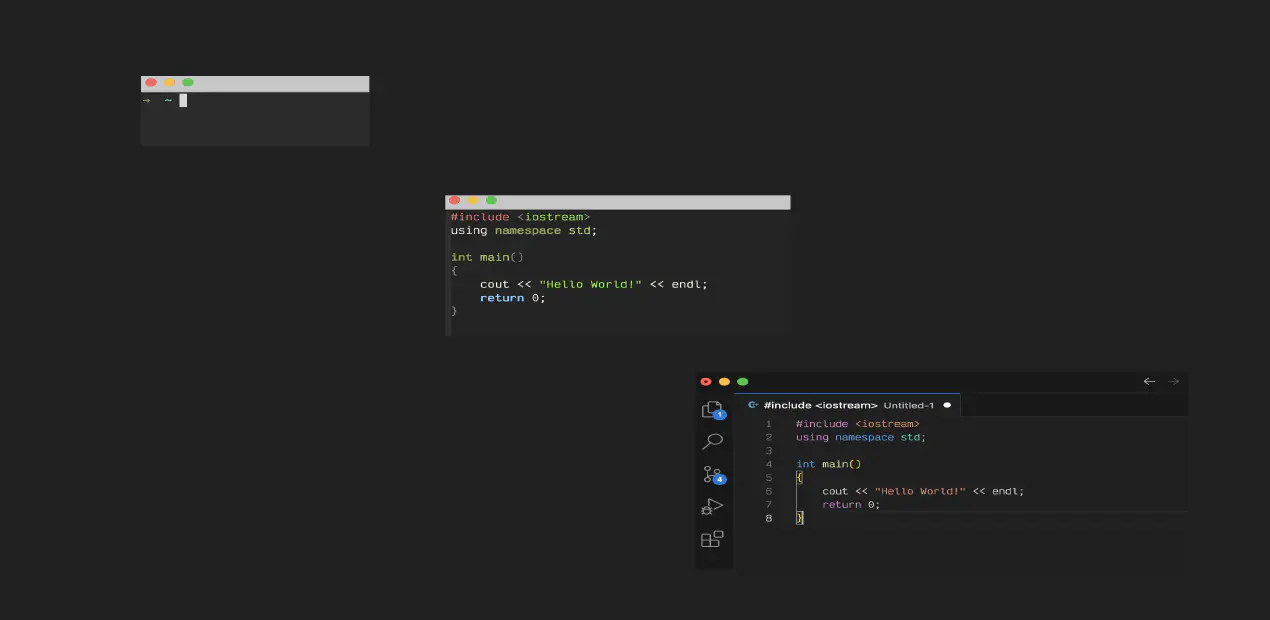 → ~
#include <iostream>
using namespace std;
int main()
{
cout << "Hello World!" << endl;
return 0;
}
#include <iostream> Untitled-1
1
4
1 #include <iostream>
2 using namespace std;
3
4 int main()
5 {
6 cout << "Hello World!" << endl;
7 return 0;
8 }